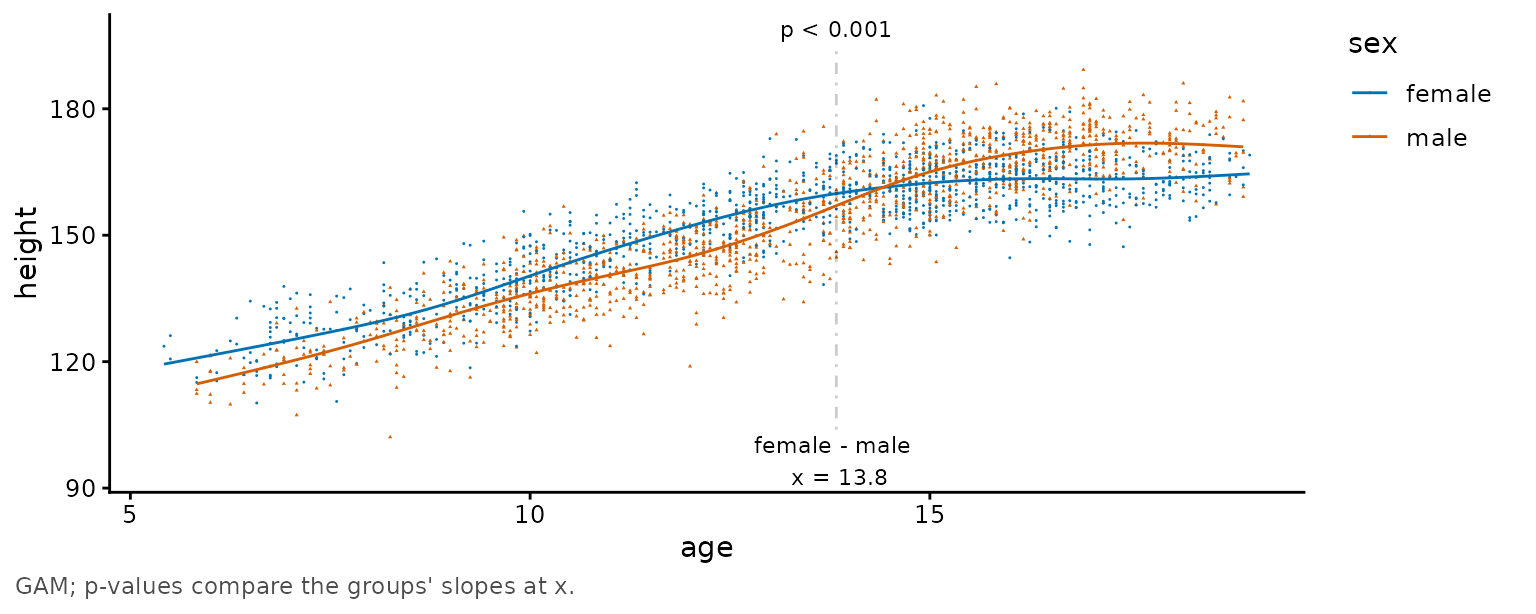 p < 0.001
sex
female
male
180
150
120
90
height
female - male
x = 13.8
5
10
15
age
GAM; p-values compare the groups' slopes at x.